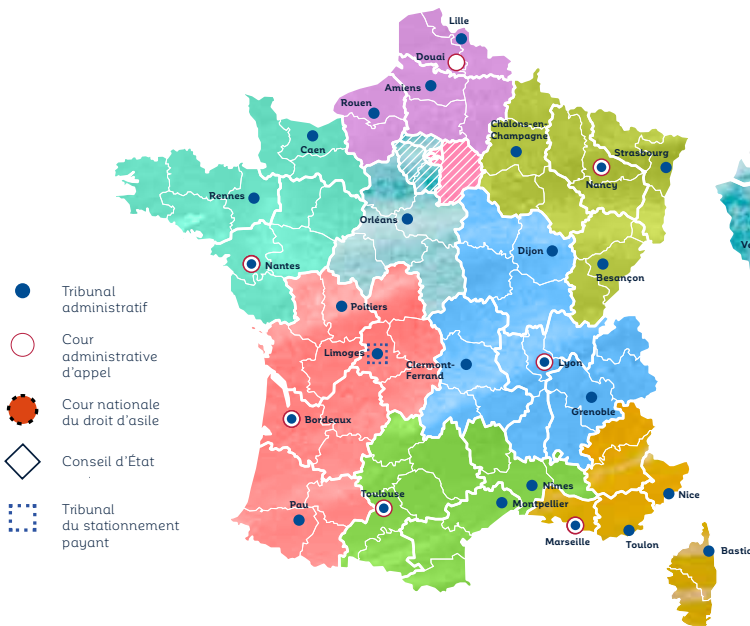 Lille
Douai
Amiens
Rouen
Caen
Châlons-en-
Champagne
Strasbourg
Nancy
Rennes
Orléans
Dijon
Nantes
Besançon
Poitiers
Limoges
Clermont-
Ferrand
Lyon
Grenoble
Bordeaux
Pau
Toulouse
Nîmes
Montpellier
Nice
Marseille
Toulon
Tribunal
administratif
Cour
administrative
d'appel
Cour nationale
du droit d'asile
Conseil d'État
Tribunal
du stationnement
payant